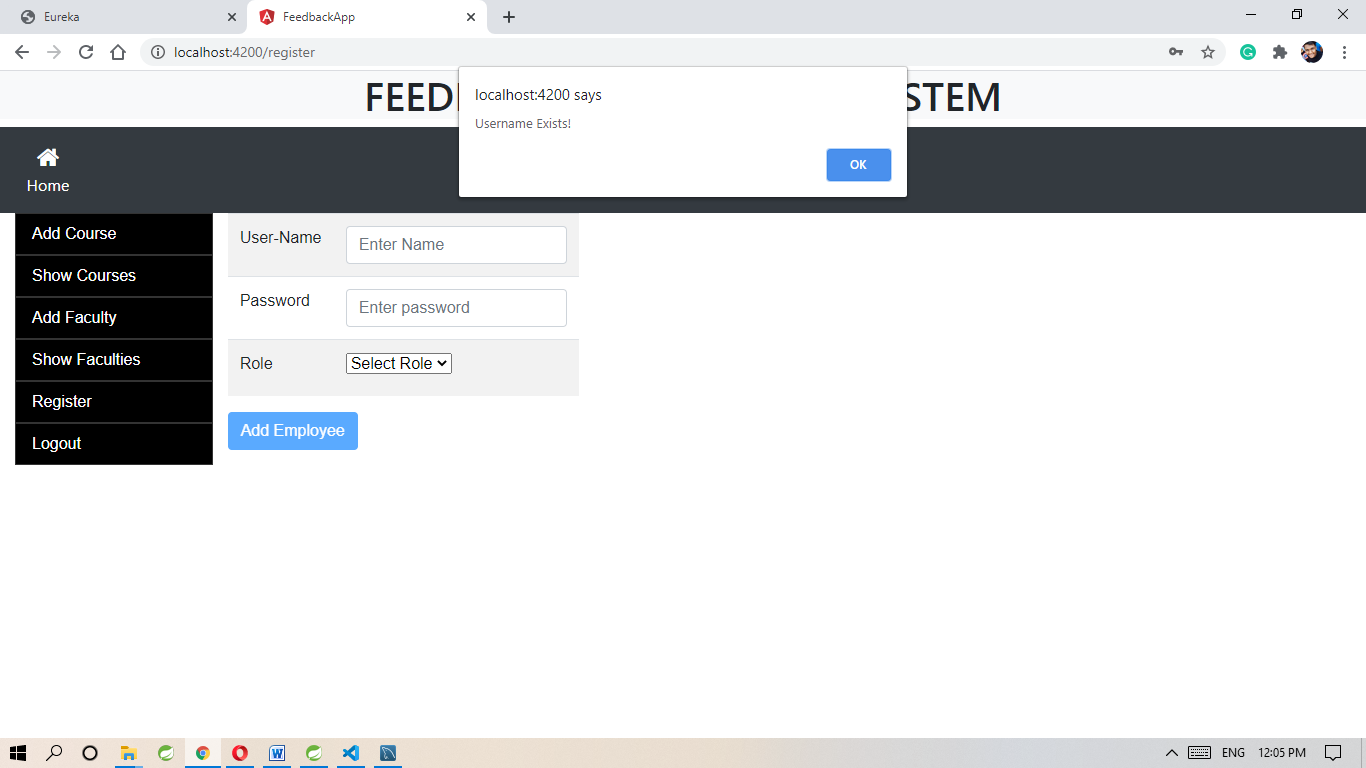 Eureka
FeedbackApp
localhost:4200/register
localhost:4200 says
Username Exists!
OK
FEED
STEM
Home
Add Course
Show Courses
Add Faculty
Show Faculties
Register
Logout
User-Name
Enter Name
Password
Enter password
Role
Select Role
Add Employee
ENG
12:05 PM